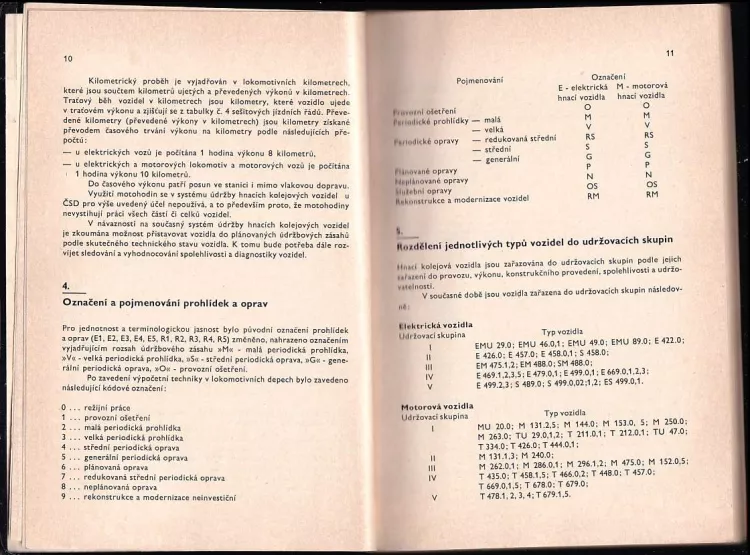 10
Kilometrický proběh je vyjadřován v lokomotivních kilometrech,
které jsou součtem kilometrů ujetých a převedených výkonů v kilometrech.
Traťový běh vozidel v kilometrech jsou kilometry, které vozidlo ujede
v traťovém výkonu a zjišťují se z tabulky č. 4 sešitových jízdních řádů. Převe-
dené kilometry (převedené výkony v kilometrech) jsou kilometry získané
převodem časového trvání výkonu na kilometry podle následujících pře-
počtů:
— u elektrických vozů je počítána 1 hodina výkonu 8 kilometrů,
— u elektrických a motorových lokomotiv a motorových vozů je počítána
1 hodina výkonu 10 kilometrů.
Do časového výkonu patří posun ve stanici i mimo vlakovou dopravu.
Využití motohodin se v systému údržby hnacích kolejových vozidel u
ČSD pro výše uvedený účel nepoužívá, a to především proto, že motohodiny
nevystihují práci všech částí či celků vozidel.
V návaznosti na současný systém údržby hnacích kolejových vozidel
je zkoumána možnost přistavovat vozidla do plánovaných údržbových zásahů
podle skutečného technického stavu vozidla. K tomu bude potřeba dále roz-
víjet sledování a vyhodnocování spolehlivosti a diagnostiky vozidel.
4.
Označení a pojmenování prohlídek a oprav
Pro jednotnost a terminologickou jasnost bylo původní označení prohlídek
a oprav (E1, E2, E3, E4, E5, R1, R2, R3, R4, R5) změněno, nahrazeno označením
vyjadřujícím rozsah údržbového zásahu »M« - malá periodická prohlídka,
»V« - velká periodická prohlídka, »S« - střední periodická oprava, »G« - gene-
rální periodická oprava, »O« - provozní ošetření.
Po zavedení výpočetní techniky v lokomotivních depech bylo zavedeno
následující kódové označení:
0 ... režijní práce
1 ... provozní ošetření
2 ... malá periodická prohlídka
3 ... velká periodická prohlídka
4 ... střední periodická oprava
5 ... generální periodická oprava
6 ... plánovaná oprava
7 ... redukovaná střední periodická oprava
8 ... neplánovaná oprava
9 ... rekonstrukce a modernizace neinvestiční
11
Pojmenování Označení
E - elektrická M - motorová
hnací vozidla hnací vozidla
Provozní ošetření O O
Periodické prohlídky — malá M M
— velká V V
Periodické opravy — redukovaná střední RS RS
— střední S S
— generální G G
Plánované opravy P P
Neplánované opravy N N
Služební opravy OS OS
Rekonstrukce a modernizace vozidel RM RM
5.
Rozdělení jednotlivých typů vozidel do udržovacích skupin
Hnací kolejová vozidla jsou zařazována do udržovacích skupin podle jejich
zařazení do provozu, výkonu, konstrukčního provedení, spolehlivosti a udržo-
vatelnosti.
V současné době jsou vozidla zařazena do udržovacích skupin následov-
ně:
Elektrická vozidla
Udržovací skupina Typ vozidla
I EMU 29.0; EMU 46.0,1; EMU 49.0; EMU 89.0; E 422.0;
II E 426.0; E 457.0; E 458.0,1; S 458.0;
III EM 475.1,2; EM 488.0; SM 488.0;
IV E 469.1,2,3,5; E 479.0,1; E 499.0,1; E 669.0,1,2,3;
V E 499.2,3; S 489.0; S 499.0,02;1,2; ES 499.0,1.
Motorová vozidla
Udržovací skupina Typ vozidla
I MU 20.0; M 131.2,5; M 144.0; M 153.0, 5; M 250.0;
M 263.0; TU 29.0,1,2; T 211.0,1; T 212.0,1; TU 47.0;
T 334.0; T 426.0; T 444.0,1;
II M 131.1,3; M 240.0;
III M 262.0,1; M 286.0,1; M 296.1,2; M 475.0; M 152.0,5;
IV T 435.0; T 458.1,5; T 466.0,2; T 448.0; T 457.0;
T 669.0,1,5; T 678.0; T 679.0;
V T 478.1, 2, 3, 4; T 679.1,5.